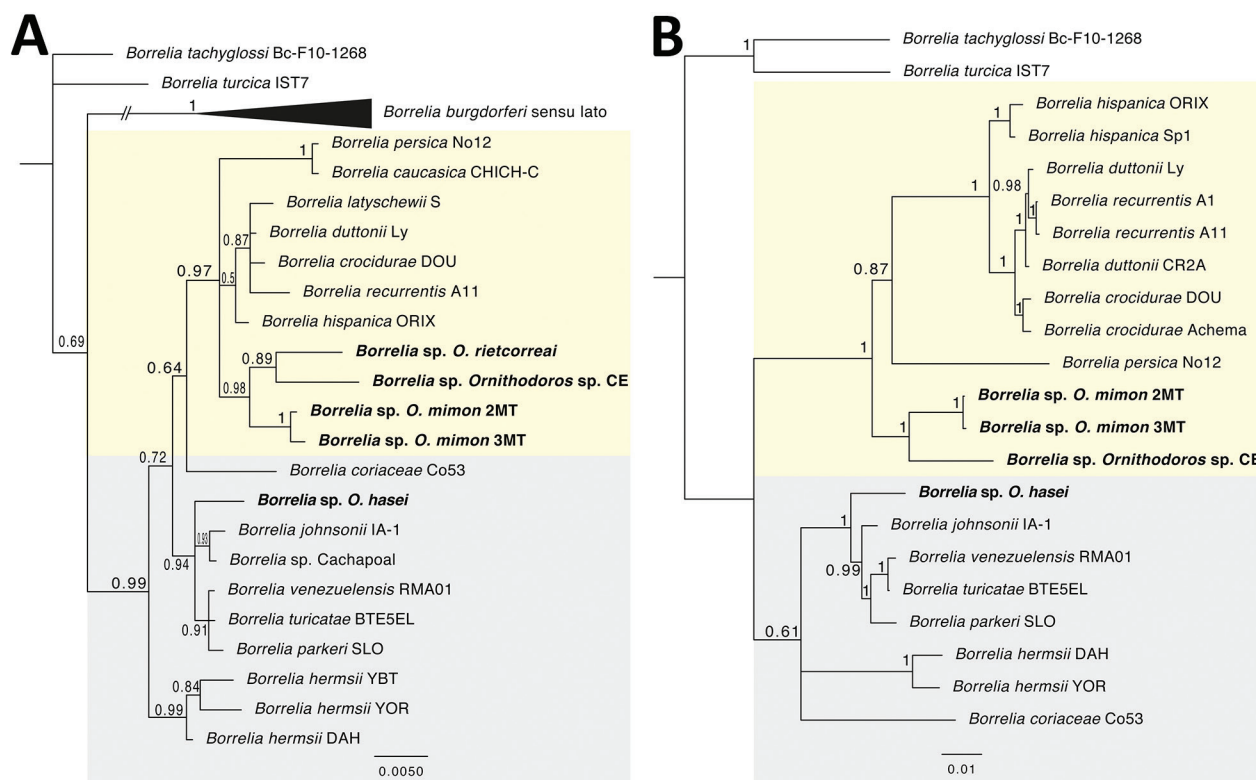 A
Borrelia tachyglossi Bc-F10-1268
Borrelia turcica IST7
1
Borrelia burgdorferi sensu lato
Borrelia persica No12
1
Borrelia caucasica CHICH-C
Borrelia latyschewii S
0.87
Borrelia duttonii Ly
Borrelia crocidurae DOU
0.97
0.5
Borrelia recurrentis A11
Borrelia hispanica ORIX
0.69
Borrelia sp. O. rietcorreai
0.89
0.64
Borrelia sp. Ornithodoros sp. CE
0.98
Borrelia sp. O. mimon 2MT
1
Borrelia sp. O. mimon 3MT
0.72
Borrelia coriaceae Co53
Borrelia sp. O. hasei
Borrelia johnsonii IA-1
0.93
Borrelia sp. Cachapoal
0.94
0.99
Borrelia venezuelensis RMA01
Borrelia turicatae BTE5EL
0.91
Borrelia parkeri SLO
Borrelia hermsii YBT
0.84
Borrelia hermsii YOR
0.99
Borrelia hermsii DAH
0.0050
B
Borrelia tachyglossi Bc-F10-1268
1
Borrelia turcica IST7
Borrelia hispanica ORIX
1
Borrelia hispanica Sp1
Borrelia duttonii Ly
1
0.98
Borrelia recurrentis A1
1
1
Borrelia recurrentis A11
Borrelia duttonii CR2A
1
0.87
Borrelia crocidurae DOU
1
Borrelia crocidurae Achema
1
Borrelia persica No12
Borrelia sp. O. mimon 2MT
1
Borrelia sp. O. mimon 3MT
1
Borrelia sp. Ornithodoros sp. CE
Borrelia sp. O. hasei
1
Borrelia johnsonii IA-1
Borrelia venezuelensis RMA01
0.99
1
Borrelia turicatae BTE5EL
1
Borrelia parkeri SLO
0.61
Borrelia hermsii DAH
1
Borrelia hermsii YOR
Borrelia coriaceae Co53
0.01